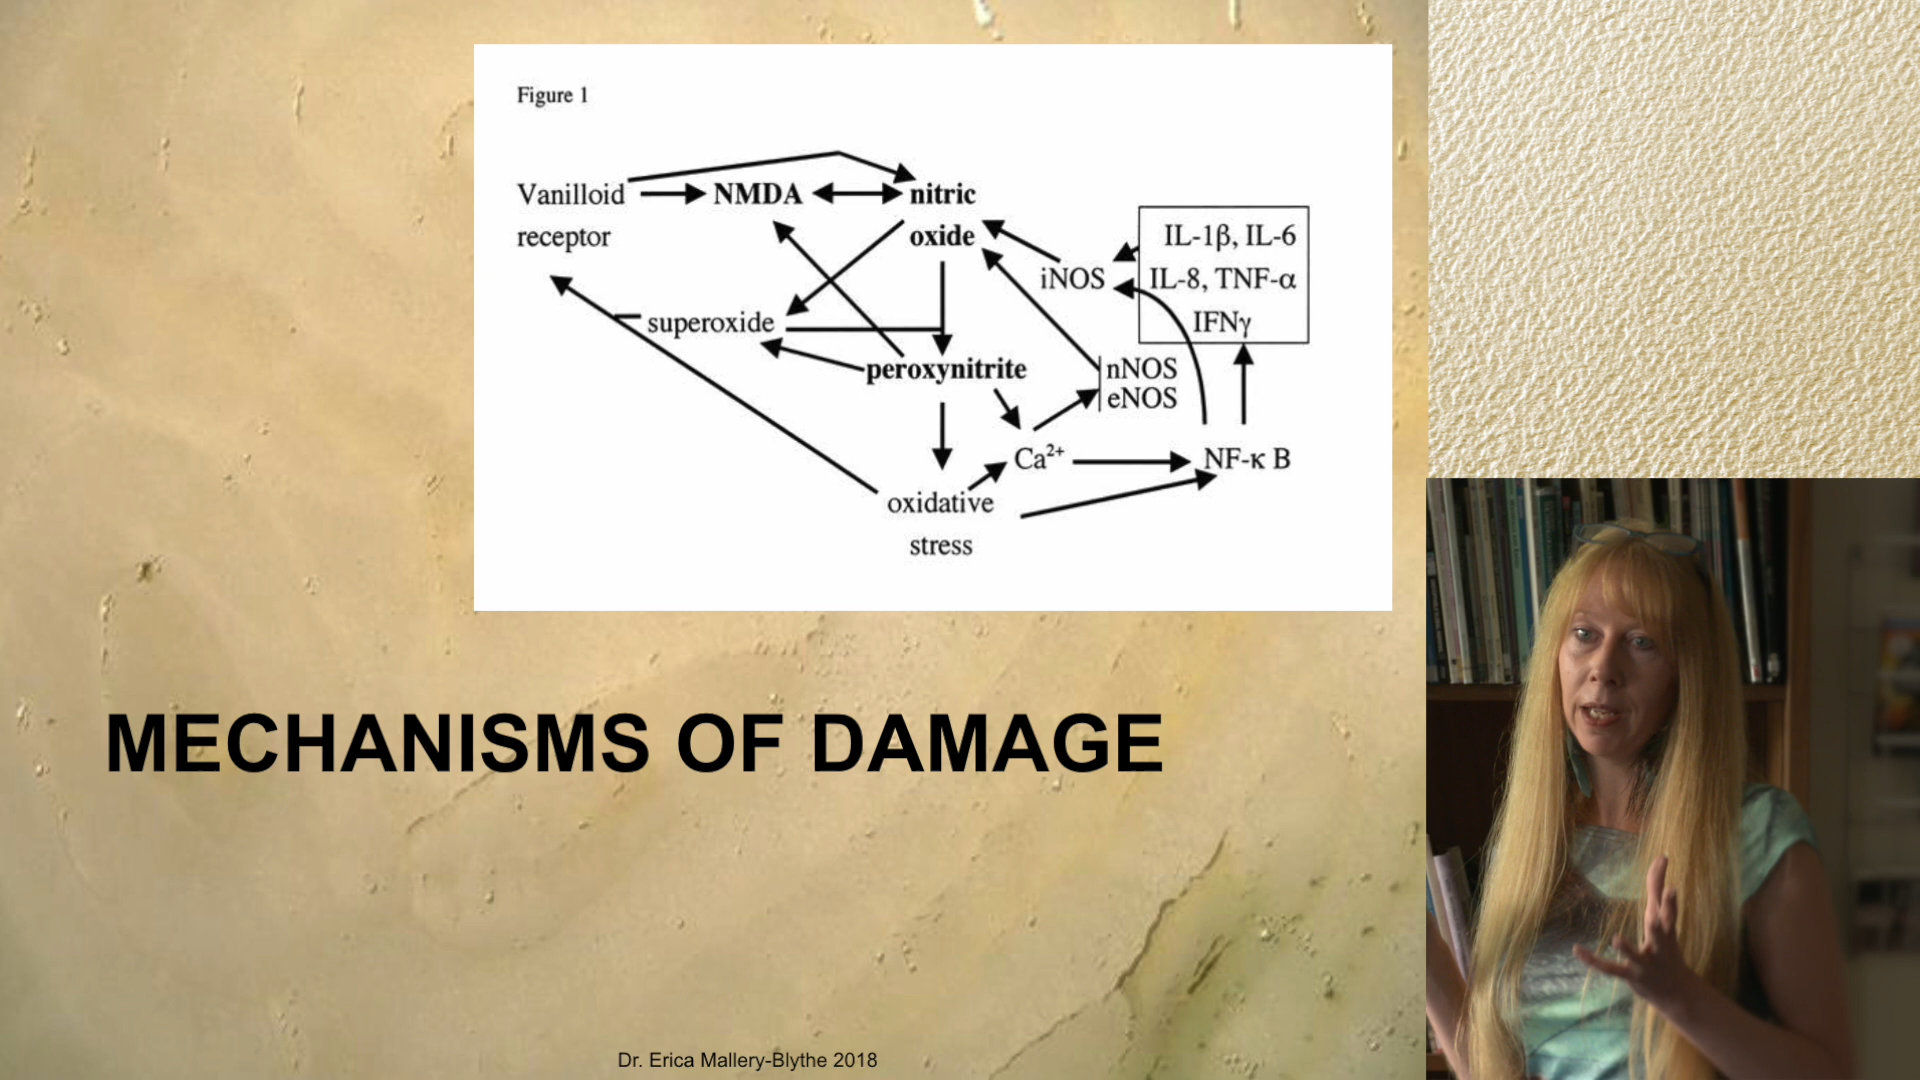 Figure 1
Vanilloid
receptor
NMDA
nitric
oxide
IL-1β, IL-6
IL-8, TNF-α
IFNγ
iNOS
superoxide
peroxynitrite
nNOS
eNOS
Ca²⁺
NF-κ B
oxidative
stress
MECHANISMS OF DAMAGE
Dr. Erica Mallery-Blythe 2018